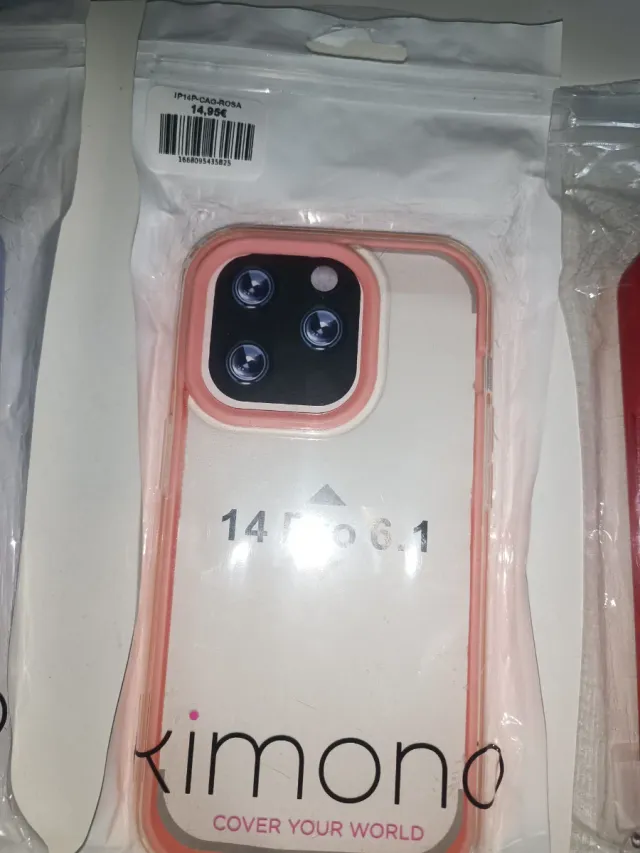 IP14P-CAO-ROSA
14,95€
1668095435825
14 Pro 6.1
kimono
COVER YOUR WORLD